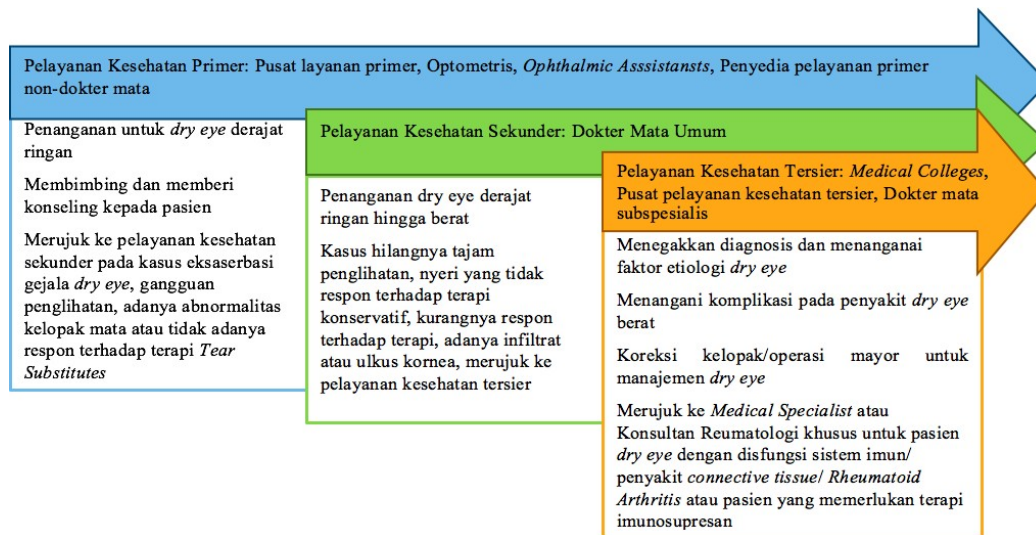 Pelayanan Kesehatan Primer: Pusat layanan primer, Optometris, Ophthalmic Asssistansts, Penyedia pelayanan primer
non-dokter mata
Penanganan untuk dry eye derajat
ringan
Membimbing dan memberi
konseling kepada pasien
Merujuk ke pelayanan kesehatan
sekunder pada kasus eksaserbasi
gejala dry eye, gangguan
penglihatan, adanya abnormalitas
kelopak mata atau tidak adanya
respon terhadap terapi Tear
Substitutes
Pelayanan Kesehatan Sekunder: Dokter Mata Umum
Penanganan dry eye derajat
ringan hingga berat
Kasus hilangnya tajam
penglihatan, nyeri yang tidak
respon terhadap terapi
konservatif, kurangnya respon
terhadap terapi, adanya infiltrat
atau ulkus kornea, merujuk ke
pelayanan kesehatan tersier
Pelayanan Kesehatan Tersier: Medical Colleges,
Pusat pelayanan kesehatan tersier, Dokter mata
subspesialis
Menegakkan diagnosis dan menanganai
faktor etiologi dry eye
Menangani komplikasi pada penyakit dry eye
berat
Koreksi kelopak/operasi mayor untuk
manajemen dry eye
Merujuk ke Medical Specialist atau
Konsultan Reumatologi khusus untuk pasien
dry eye dengan disfungsi sistem imun/
penyakit connective tissue/ Rheumatoid
Arthritis atau pasien yang memerlukan terapi
imunosupresan